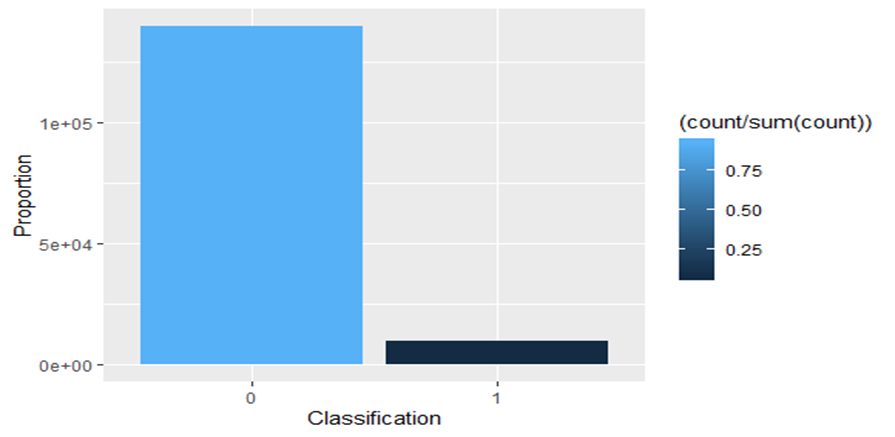 Proportion
1e+05
5e+04
0e+00
0
1
Classification
(count/sum(count))
0.75
0.50
0.25